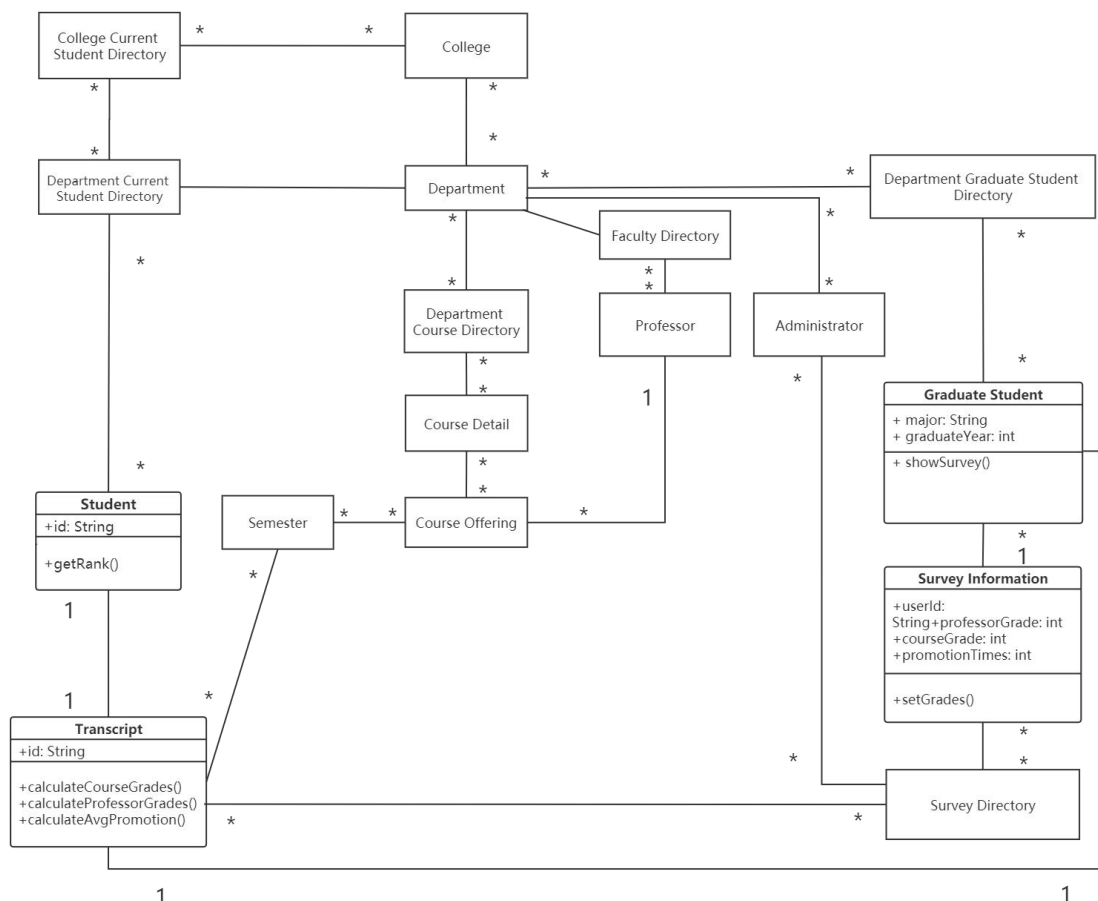 College Current
Student Directory
*
*
College
*
*
*
*
Department Current
Student Directory
Department
*
*
Department Graduate Student
Directory
*
*
Faculty Directory
*
*
*
*
*
*
*
Department
Course Directory
Professor
Administrator
*
*
1
*
*
Graduate Student
+ major: String
+ graduateYear: int
+ showSurvey()
Course Detail
*
*
*
Student
+id: String
+getRank()
Semester
*
*
Course Offering
*
*
1
Survey Information
+userId:
String+professorGrade: int
+courseGrade: int
+promotionTimes: int
+setGrades()
*
1
*
1
Transcript
+id: String
+calculateCourseGrades()
+calculateProfessorGrades()
+calculateAvgPromotion()
*
*
*
Survey Directory
*
*
1
1